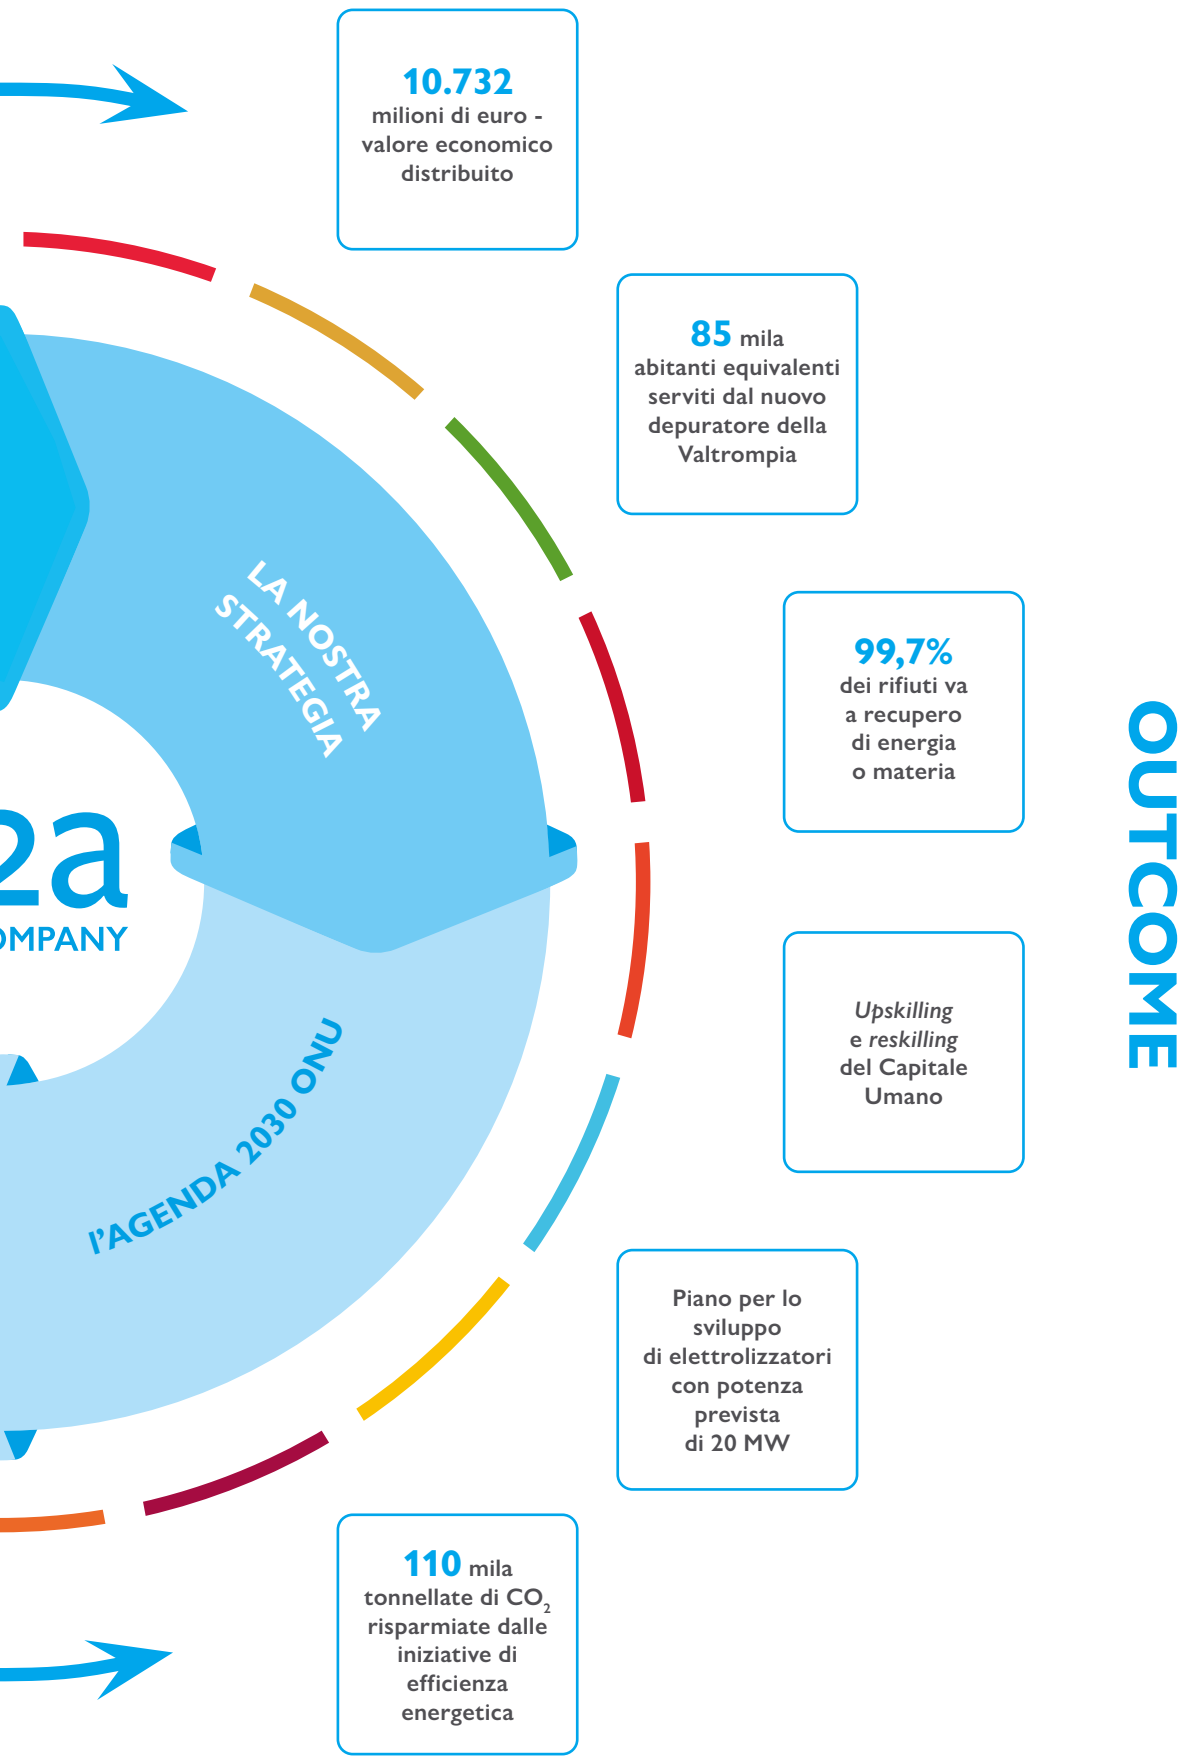 10.732
milioni di euro -
valore economico
distribuito
85 mila
abitanti equivalenti
serviti dal nuovo
depuratore della
Valtrompia
LA NOSTRA
STRATEGIA
99,7%
dei rifiuti va
a recupero
di energia
o materia
OUTCOME
2a
OMPANY
Upskilling
e reskilling
del Capitale
Umano
l'AGENDA 2030 ONU
Piano per lo
sviluppo
di elettrolizzatori
con potenza
prevista
di 20 MW
110 mila
tonnellate di CO₂
risparmiate dalle
iniziative di
efficienza
energetica